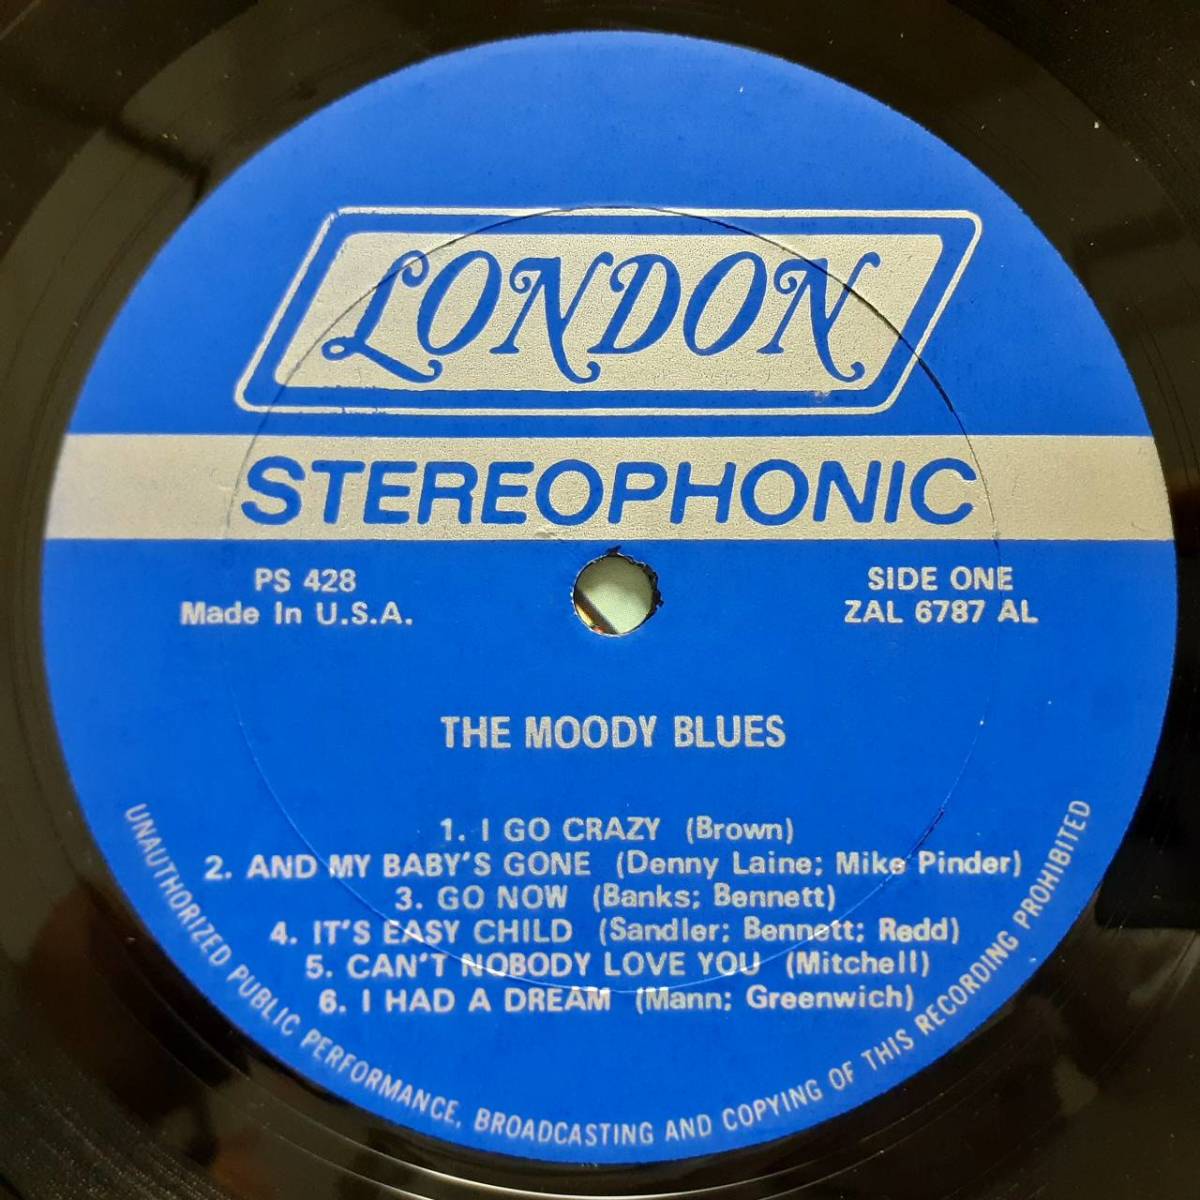 LONDON
STEREOPHONIC
PS 428
Made In U.S.A.
SIDE ONE
ZAL 6787 AL
THE MOODY BLUES
1. I GO CRAZY (Brown)
2. AND MY BABY'S GONE (Denny Laine; Mike Pinder)
3. GO NOW (Banks; Bennett)
4. IT'S EASY CHILD (Sandler; Bennett; Redd)
5. CAN'T NOBODY LOVE YOU (Mitchell)
6. I HAD A DREAM (Mann; Greenwich)
UNAUTHORIZED PUBLIC PERFORMANCE, BROADCASTING AND COPYING OF THIS RECORDING PROHIBITED